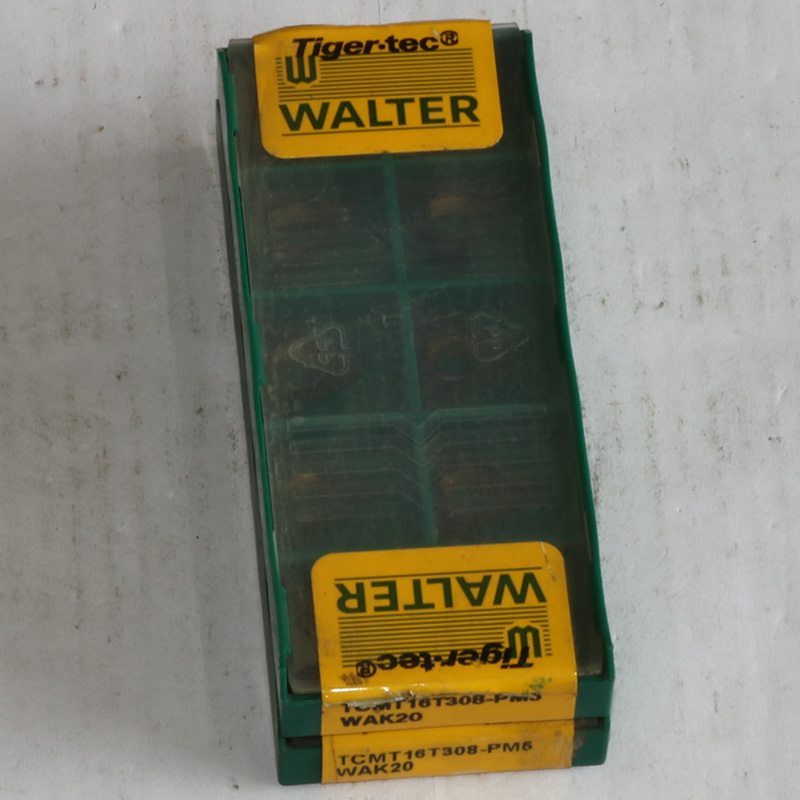 Tiger·tec®
WALTER
WALTER
Tiger·tec®
TCMT16T308-PM5
WAK20
TCMT16T308-PM5
WAK20